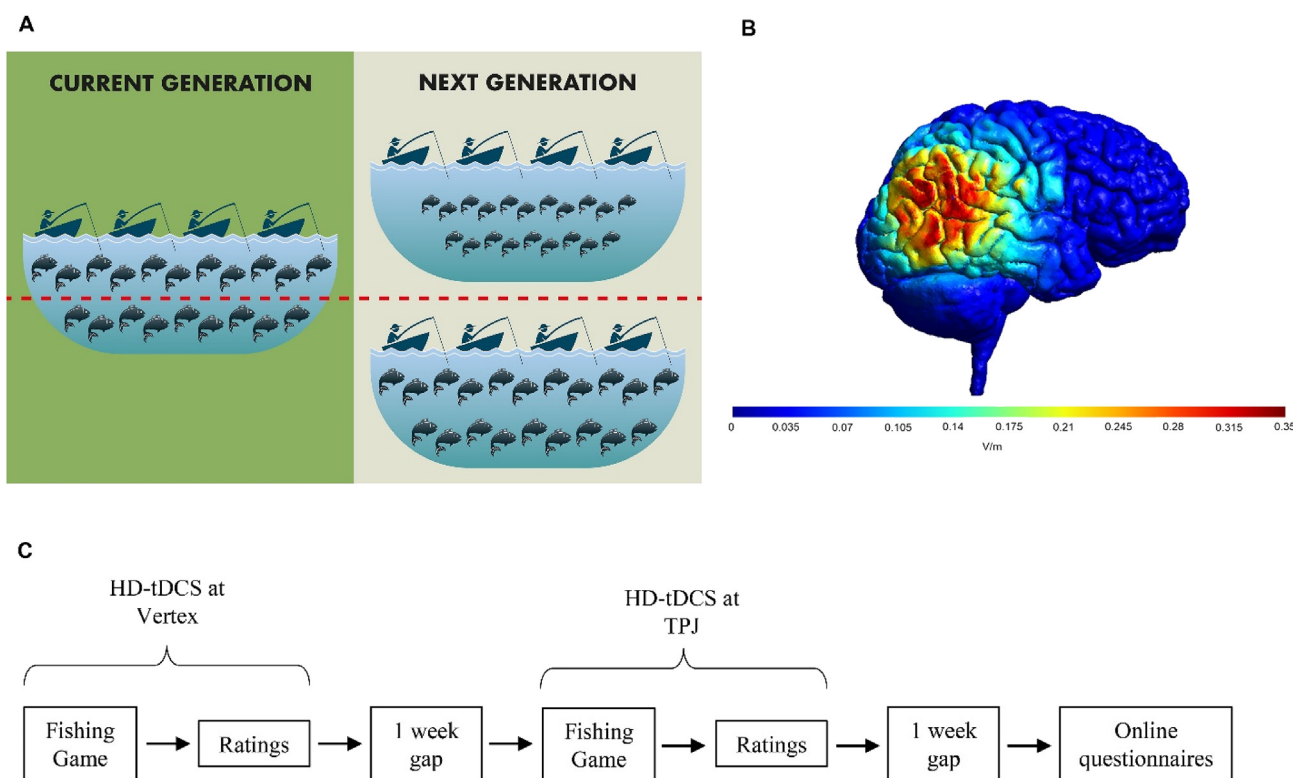 A
CURRENT GENERATION
NEXT GENERATION
B
0 0.035 0.07 0.105 0.14 0.175 0.21 0.245 0.28 0.315 0.35
V/m
C
HD-tDCS at
Vertex
HD-tDCS at
TPJ
Fishing
Game
Ratings
1 week
gap
Fishing
Game
Ratings
1 week
gap
Online
questionnaires